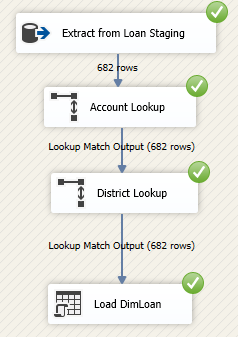 Extract from Loan Staging
682 rows
Account Lookup
Lookup Match Output (682 rows)
District Lookup
Lookup Match Output (682 rows)
Load DimLoan